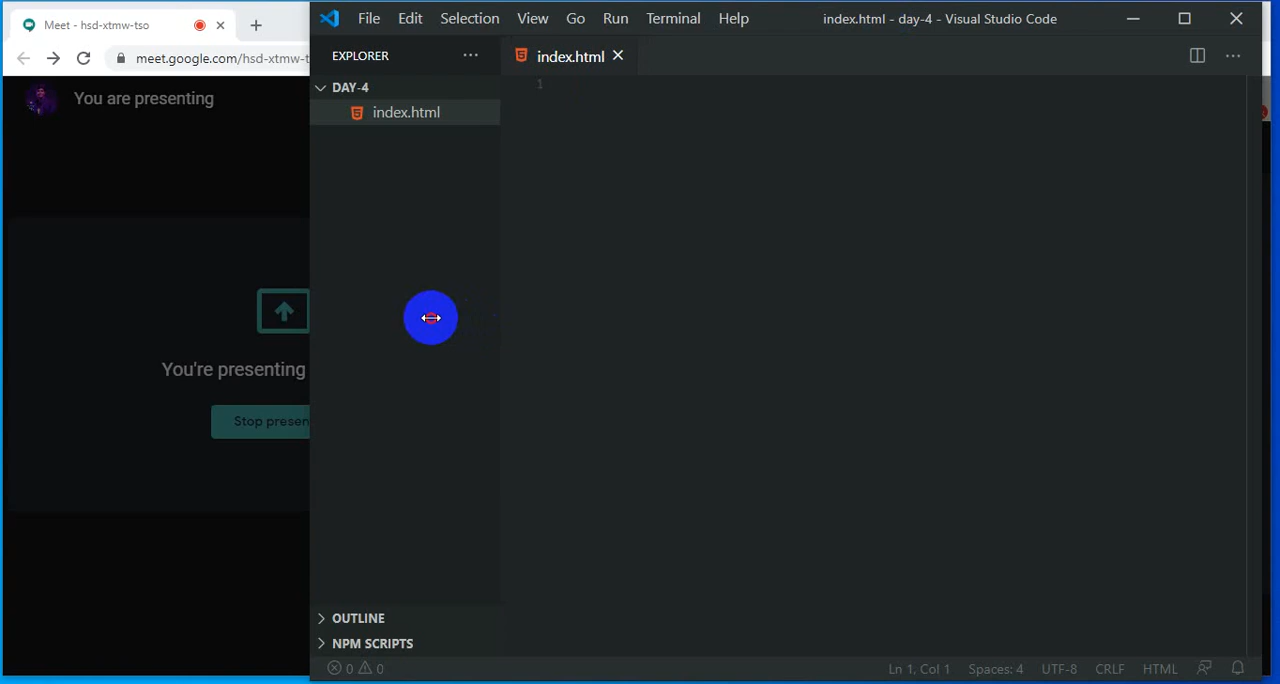 Meet - hsd-xtmw-tso
meet.google.com/hsd-xtmw-t
You are presenting
You're presenting
Stop presen
File Edit Selection View Go Run Terminal Help
index.html - day-4 - Visual Studio Code
EXPLORER
index.html
DAY-4
index.html
1
OUTLINE
NPM SCRIPTS
0 0
Ln 1, Col 1 Spaces: 4 UTF-8 CRLF HTML